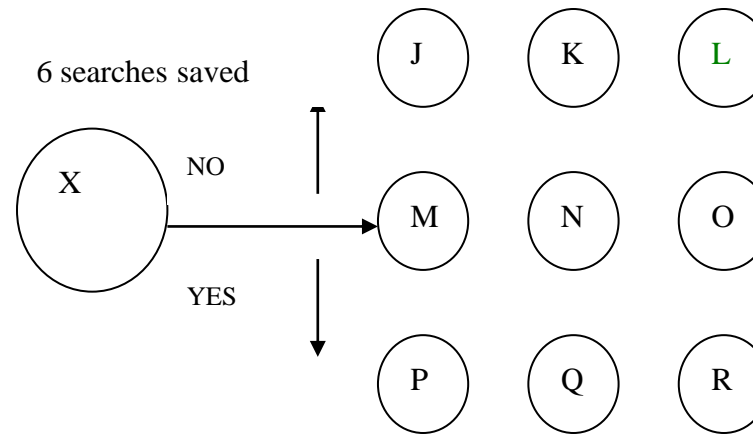 J K L
6 searches saved
NO
X
M N O
YES
P Q R